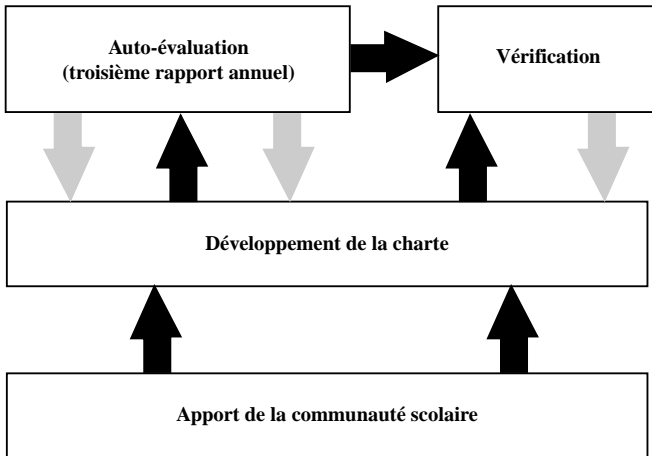 Auto-évaluation
(troisième rapport annuel)
Vérification
Développement de la charte
Apport de la communauté scolaire